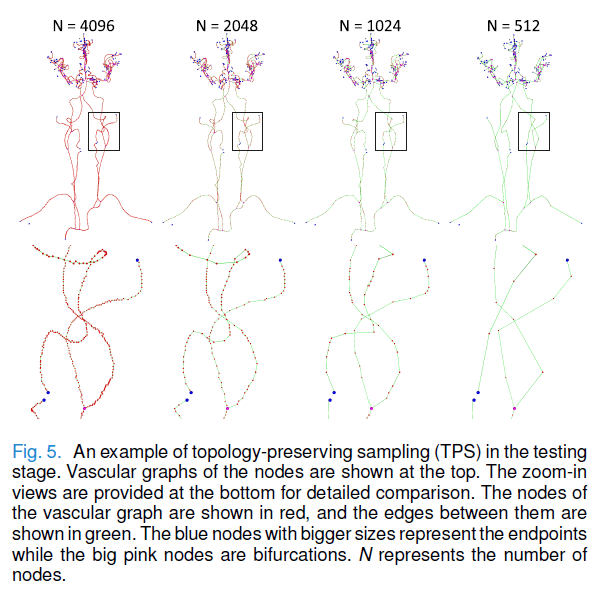 N = 4096 N = 2048 N = 1024 N = 512
Fig. 5. An example of topology-preserving sampling (TPS) in the testing
stage. Vascular graphs of the nodes are shown at the top. The zoom-in
views are provided at the bottom for detailed comparison. The nodes of
the vascular graph are shown in red, and the edges between them are
shown in green. The blue nodes with bigger sizes represent the endpoints
while the big pink nodes are bifurcations. N represents the number of
nodes.